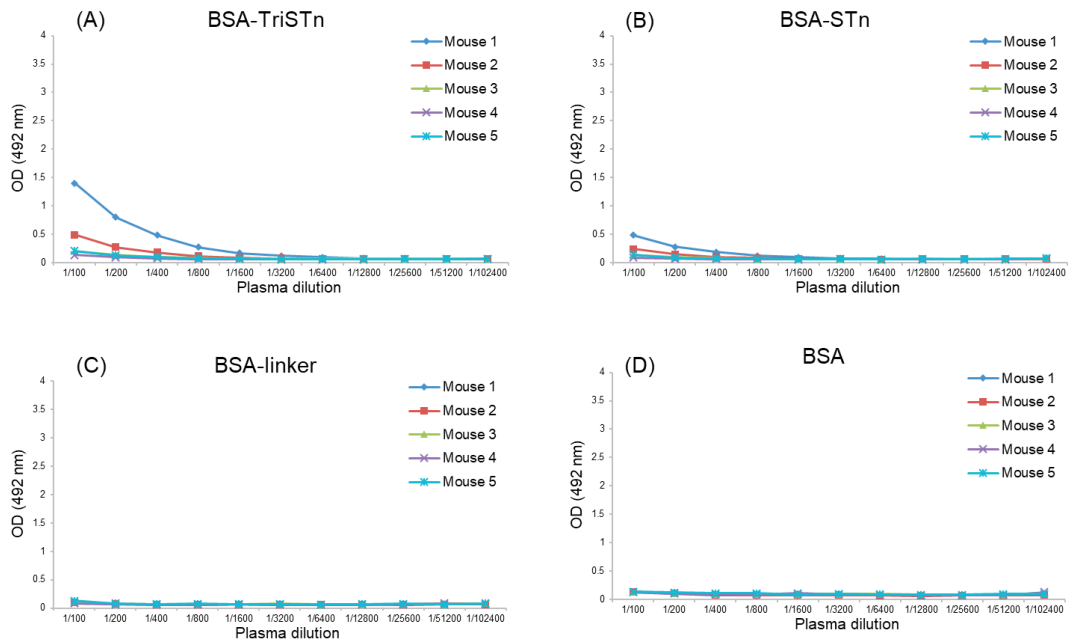 (A)
BSA-TriSTn
4
3.5
3
2.5
2
1.5
1
0.5
0
OD (492 nm)
Mouse 1
Mouse 2
Mouse 3
Mouse 4
Mouse 5
1/100 1/200 1/400 1/800 1/1600 1/3200 1/6400 1/12800 1/25600 1/51200 1/102400
Plasma dilution
(B)
BSA-STn
4
3.5
3
2.5
2
1.5
1
0.5
0
OD (492 nm)
Mouse 1
Mouse 2
Mouse 3
Mouse 4
Mouse 5
1/100 1/200 1/400 1/800 1/1600 1/3200 1/6400 1/12800 1/25600 1/51200 1/102400
Plasma dilution
(C)
BSA-linker
4
3.5
3
2.5
2
1.5
1
0.5
0
OD (492 nm)
Mouse 1
Mouse 2
Mouse 3
Mouse 4
Mouse 5
1/100 1/200 1/400 1/800 1/1600 1/3200 1/6400 1/12800 1/25600 1/51200 1/102400
Plasma dilution
(D)
BSA
4
3.5
3
2.5
2
1.5
1
0.5
0
OD (492 nm)
Mouse 1
Mouse 2
Mouse 3
Mouse 4
Mouse 5
1/100 1/200 1/400 1/800 1/1600 1/3200 1/6400 1/12800 1/25600 1/51200 1/102400
Plasma dilution